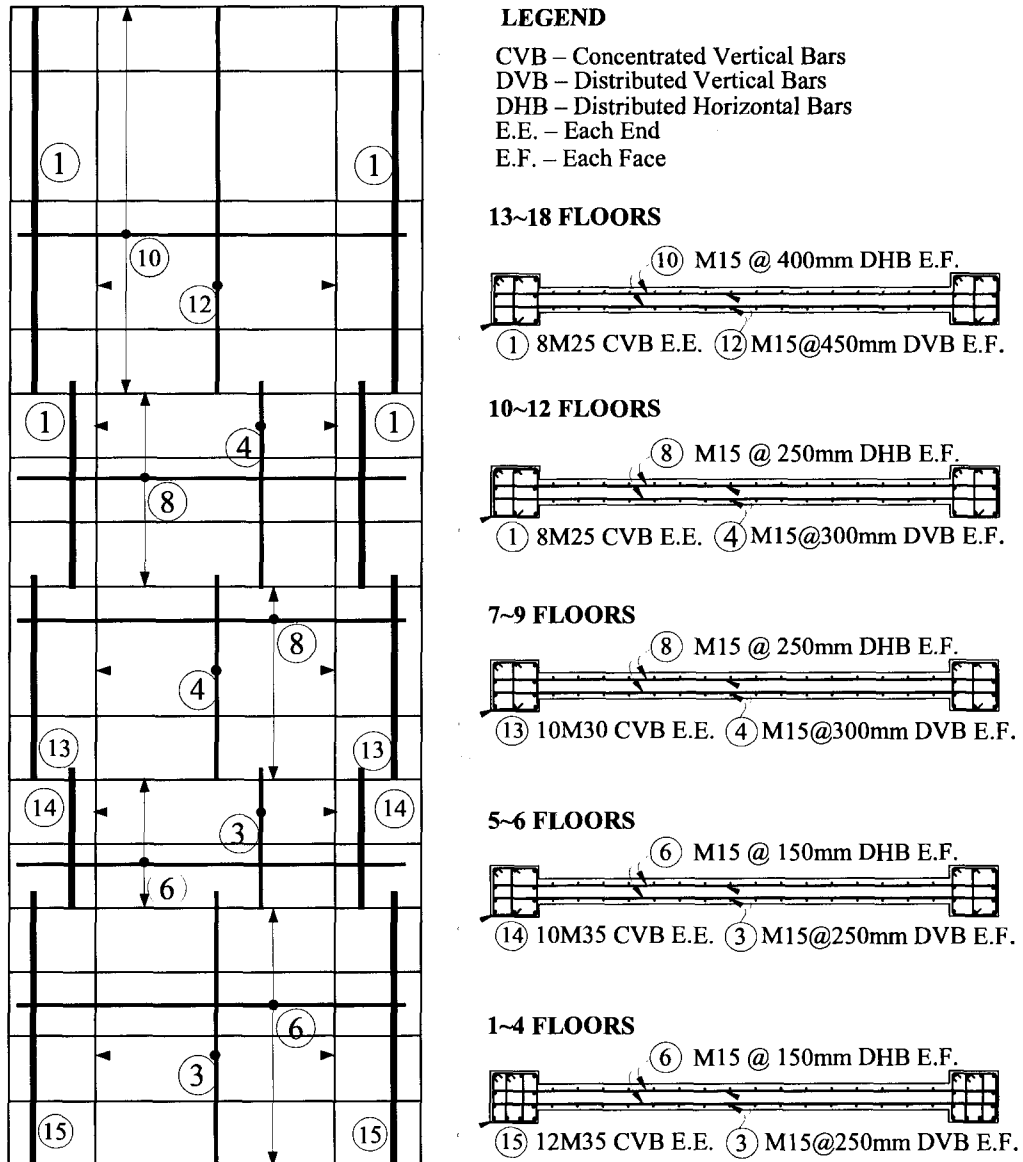 LEGEND
CVB – Concentrated Vertical Bars
DVB – Distributed Vertical Bars
DHB – Distributed Horizontal Bars
E.E. – Each End
E.F. – Each Face
1
1
10
12
1
1
4
8
8
4
13
13
14
14
3
6
6
3
15
15
13~18 FLOORS
10 M15 @ 400mm DHB E.F.
1 8M25 CVB E.E. 12 M15@450mm DVB E.F.
10~12 FLOORS
8 M15 @ 250mm DHB E.F.
1 8M25 CVB E.E. 4 M15@300mm DVB E.F.
7~9 FLOORS
8 M15 @ 250mm DHB E.F.
13 10M30 CVB E.E. 4 M15@300mm DVB E.F.
5~6 FLOORS
6 M15 @ 150mm DHB E.F.
14 10M35 CVB E.E. 3 M15@250mm DVB E.F.
1~4 FLOORS
6 M15 @ 150mm DHB E.F.
15 12M35 CVB E.E. 3 M15@250mm DVB E.F.